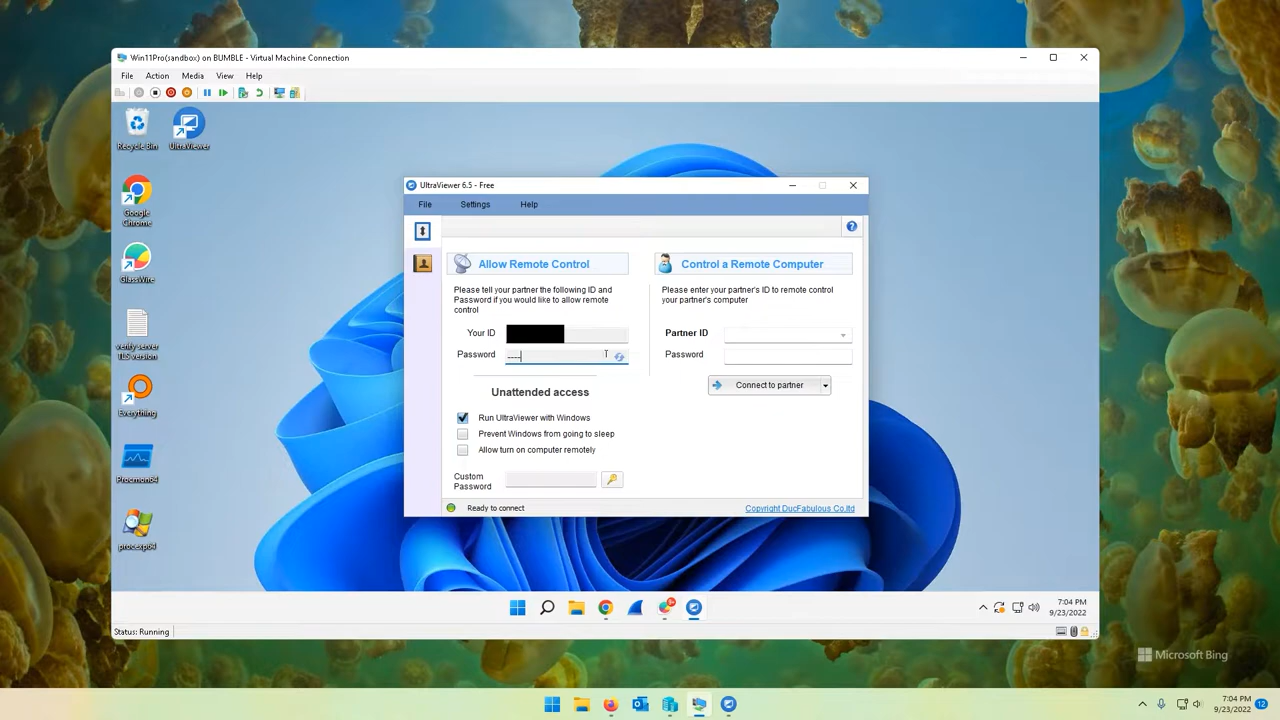 Win11Pro(sandbox) on BUMBLE - Virtual Machine Connection
File Action Media View Help
Recycle Bin
UltraViewer
Google Chrome
GlassWire
verify server TLS version
Everything
Procmon64
procexp64
UltraViewer 6.5 - Free
File Settings Help
Allow Remote Control
Please tell your partner the following ID and
Password if you would like to allow remote
control
Your ID
Password ----
Unattended access
Run UltraViewer with Windows
Prevent Windows from going to sleep
Allow turn on computer remotely
Custom
Password
Control a Remote Computer
Please enter your partner's ID to remote control
your partner's computer
Partner ID
Password
Connect to partner
Ready to connect
Copyright DucFabulous Co,ltd
9+
7:04 PM
9/23/2022
Status: Running
Microsoft Bing
7:04 PM
9/23/2022
12